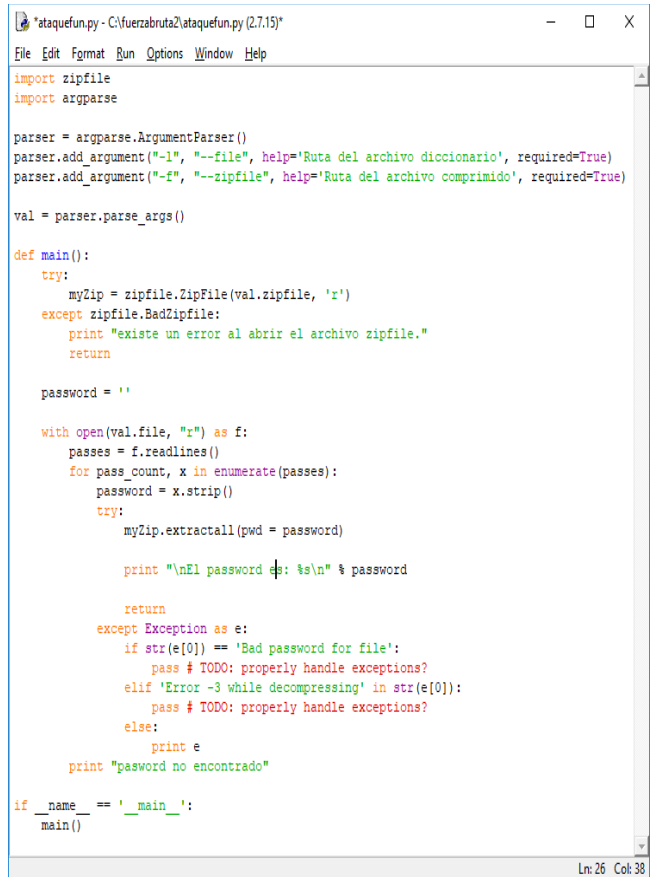 *ataquefun.py - C:\fuerzabruta2\ataquefun.py (2.7.15)*
File Edit Format Run Options Window Help
import zipfile
import argparse

parser = argparse.ArgumentParser()
parser.add_argument("-l", "--file", help='Ruta del archivo diccionario', required=True)
parser.add_argument("-f", "--zipfile", help='Ruta del archivo comprimido', required=True)

val = parser.parse_args()

def main():
    try:
        myZip = zipfile.ZipFile(val.zipfile, 'r')
    except zipfile.BadZipfile:
        print "existe un error al abrir el archivo zipfile."
        return

    password = ''

    with open(val.file, "r") as f:
        passes = f.readlines()
        for pass_count, x in enumerate(passes):
            password = x.strip()
            try:
                myZip.extractall(pwd = password)

                print "\nEl password es: %s\n" % password

                return
            except Exception as e:
                if str(e[0]) == 'Bad password for file':
                    pass # TODO: properly handle exceptions?
                elif 'Error -3 while decompressing' in str(e[0]):
                    pass # TODO: properly handle exceptions?
                else:
                    print e
        print "pasword no encontrado"

if __name__ == '__main__':
    main()
Ln: 26 Col: 38